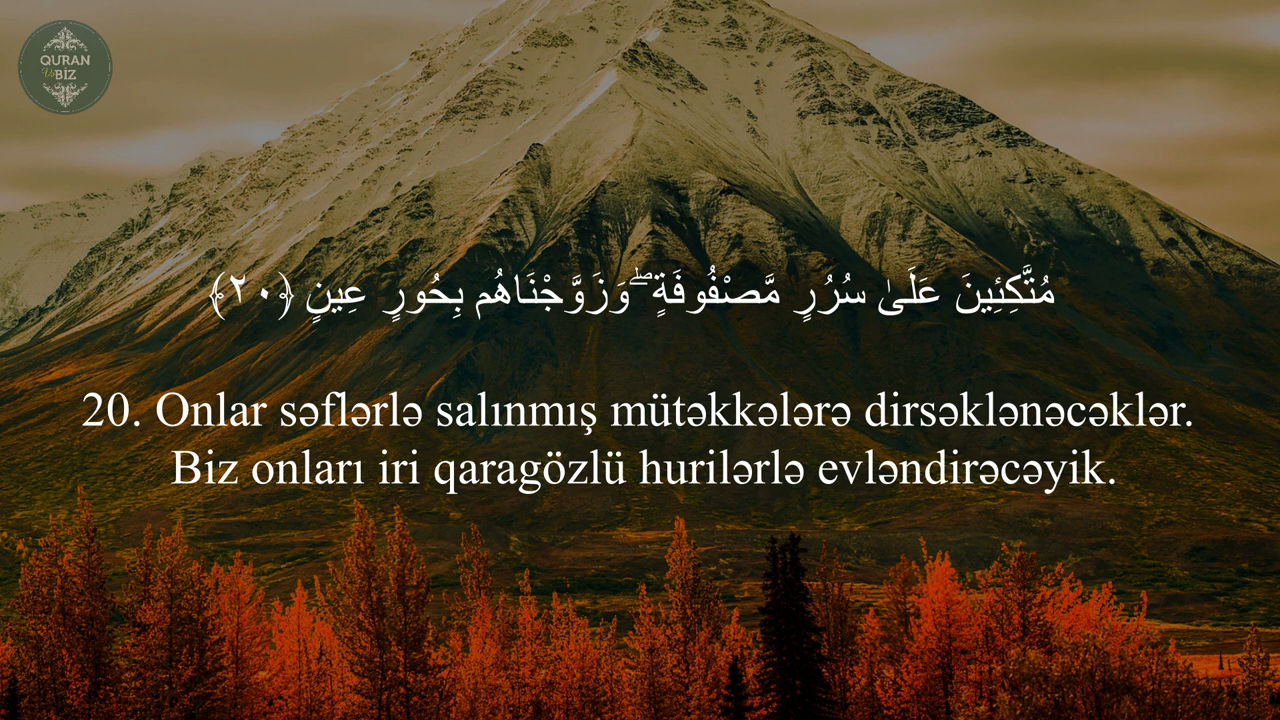 QURAN
Və BİZ
مُتَّكِئِينَ عَلَىٰ سُرُرٍ مَّصْفُوفَةٍ ۖ وَزَوَّجْنَاهُم بِحُورٍ عِينٍ ﴿٢٠﴾
20. Onlar səflərlə salınmış mütəkkələrə dirsəklənəcəklər.
Biz onları iri qaragözlü hurilərlə evləndirəcəyik.